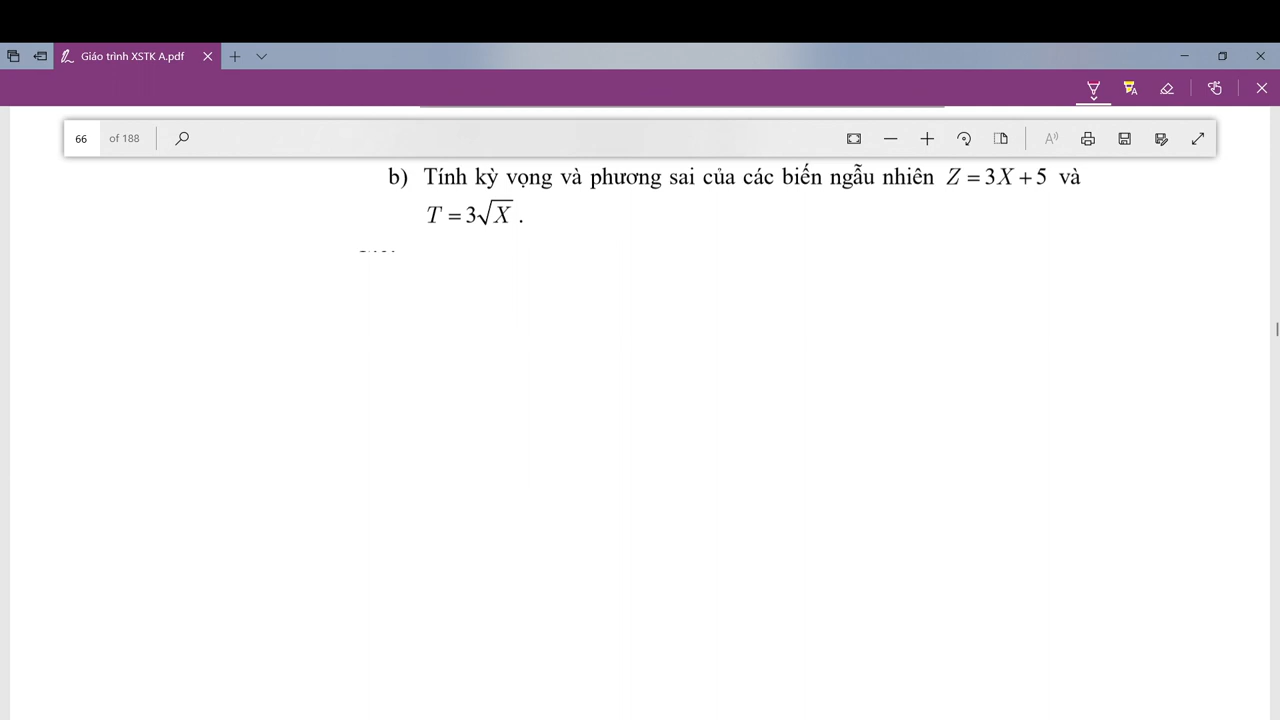 Giáo trình XSTK A.pdf
66 of 188
b) Tính kỳ vọng và phương sai của các biến ngẫu nhiên Z = 3X + 5 và
T = 3√X .